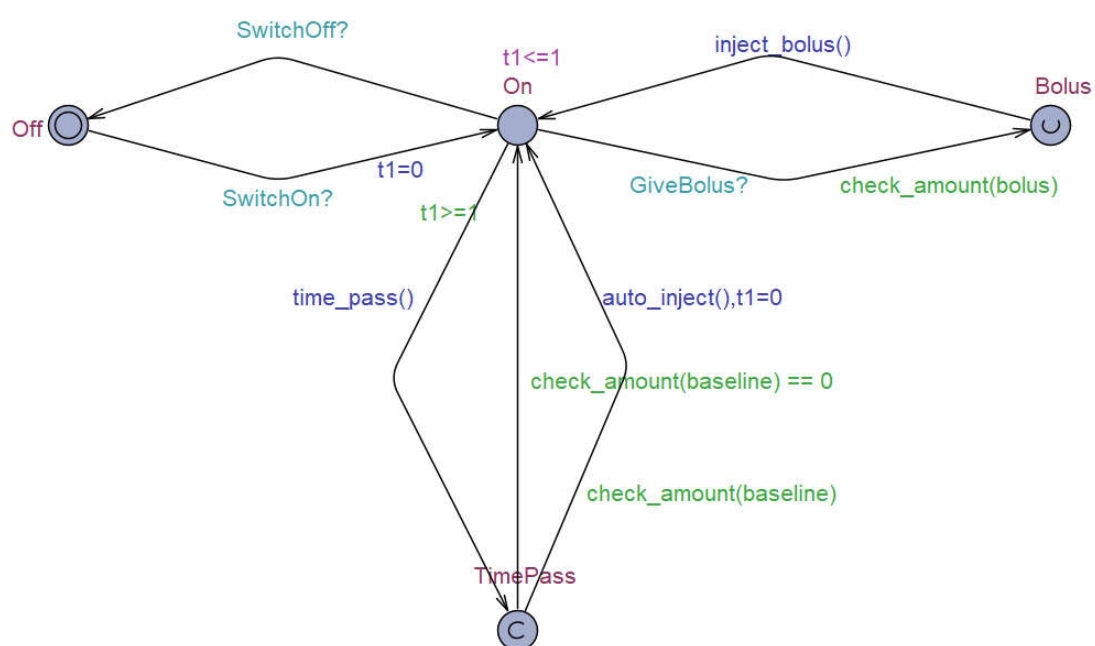 SwitchOff?
t1<=1
inject_bolus()
On
Bolus
Off
t1=0
SwitchOn?
GiveBolus?
check_amount(bolus)
t1>=1
time_pass()
auto_inject(),t1=0
check_amount(baseline) == 0
check_amount(baseline)
TimePass
C